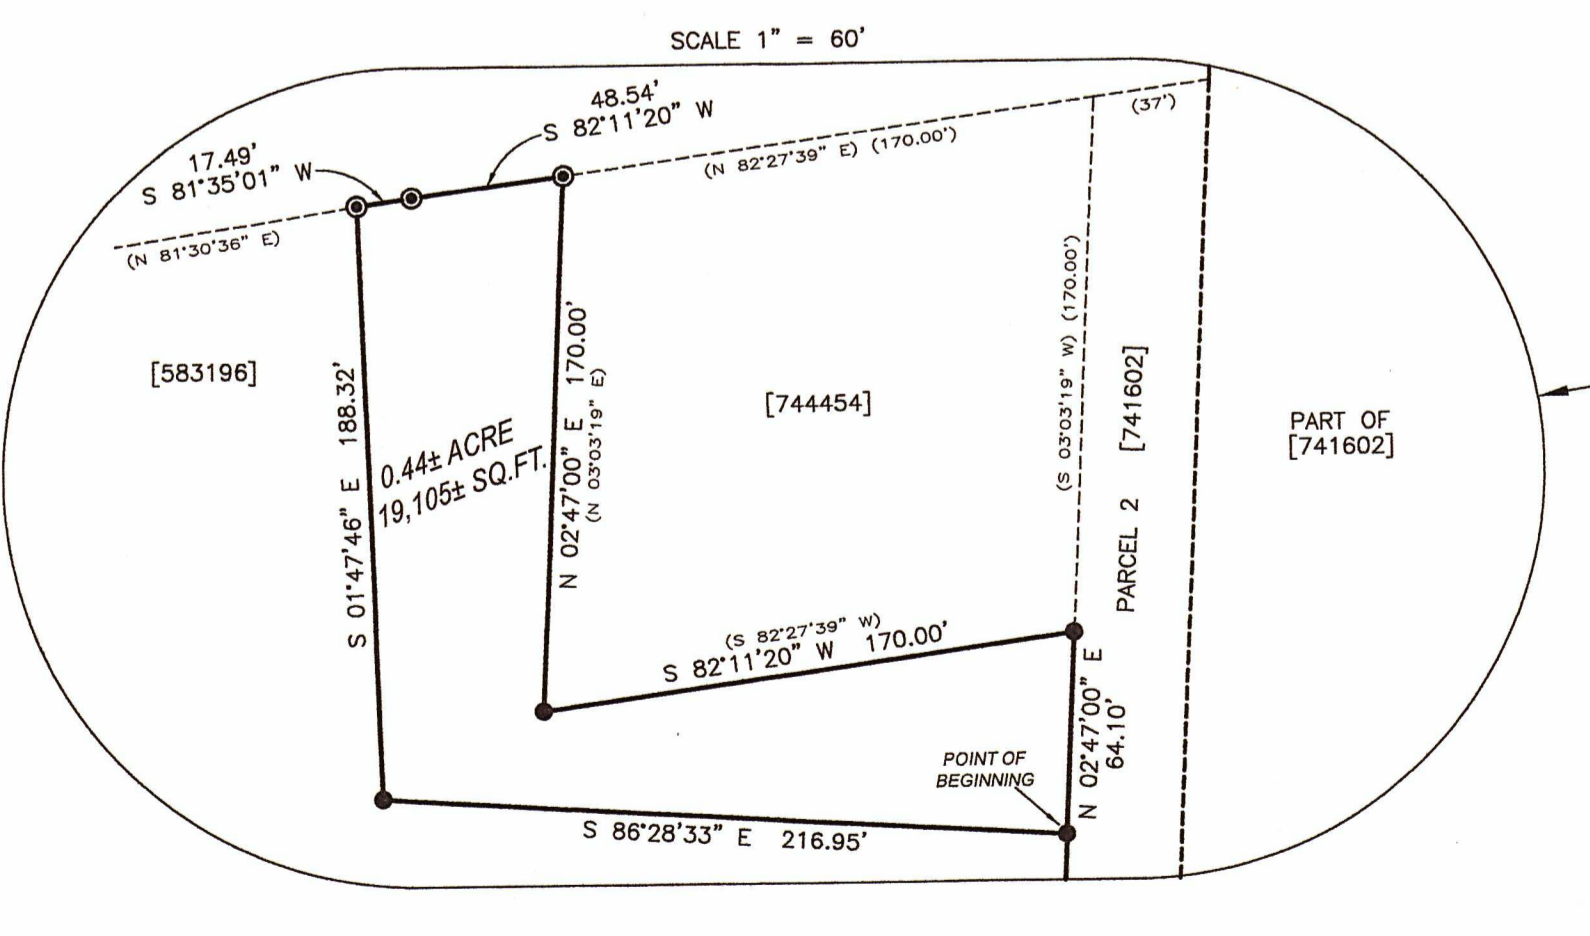 SCALE 1" = 60'
48.54'
S 82°11'20" W
17.49'
S 81°35'01" W
(37')
(N 82°27'39" E) (170.00')
(N 81°30'36" E)
[583196]
S 01°47'46" E 188.32'
0.44± ACRE
19,105± SQ.FT.
N 02°47'00" E 170.00'
(N 03°03'19" E)
[744454]
(S 03°03'19" W) (170.00')
PARCEL 2 [741602]
PART OF
[741602]
(S 82°27'39" W)
S 82°11'20" W 170.00'
N 02°47'00" E
64.10'
POINT OF
BEGINNING
S 86°28'33" E 216.95'